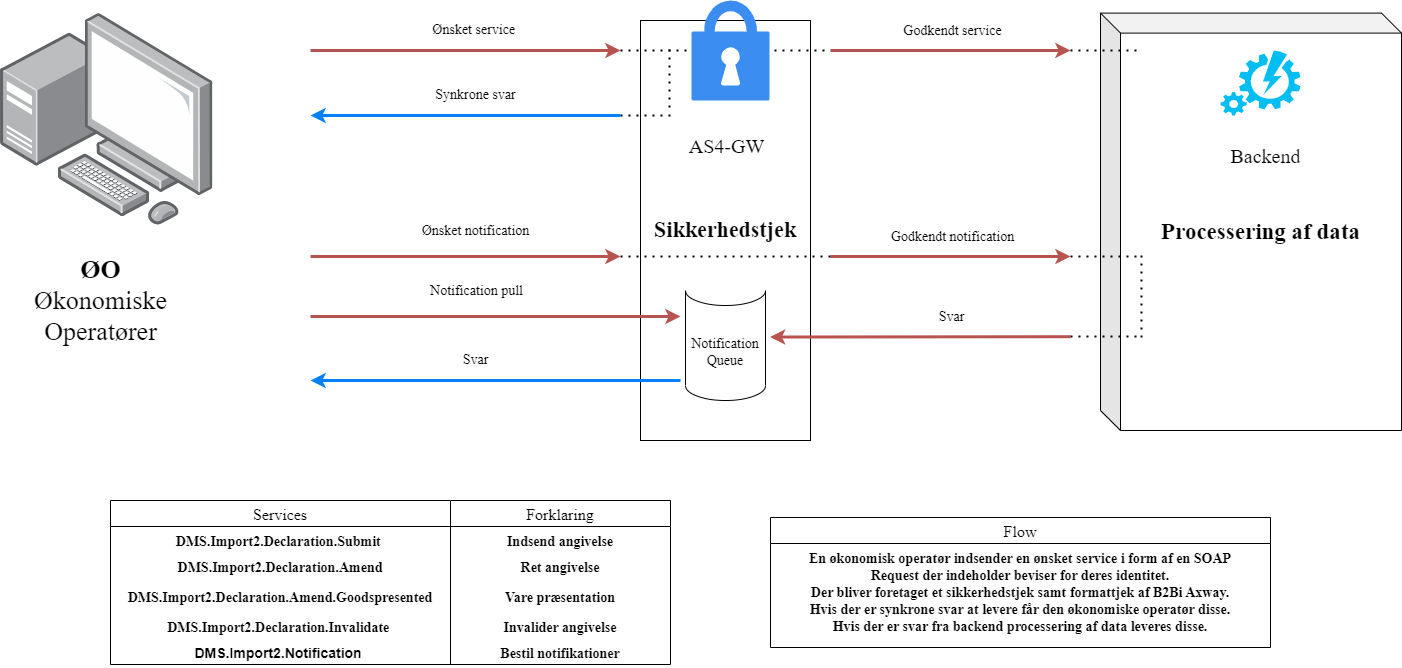 Ønsket service
Godkendt service
Synkrone svar
AS4-GW
Backend
Ønsket notification
Sikkerhedstjek
Godkendt notification
Processering af data
ØO
Økonomiske
Operatører
Notification pull
Svar
Notification
Queue
Svar
Services
Forklaring
DMS.Import2.Declaration.Submit
Indsend angivelse
DMS.Import2.Declaration.Amend
Ret angivelse
DMS.Import2.Declaration.Amend.Goodspresented
Vare præsentation
DMS.Import2.Declaration.Invalidate
Invalider angivelse
DMS.Import2.Notification
Bestil notifikationer
Flow
En økonomisk operatør indsender en ønsket service i form af en SOAP
Request der indeholder beviser for deres identitet.
Der bliver foretaget et sikkerhedstjek samt formattjek af B2Bi Axway.
Hvis der er synkrone svar at levere får den økonomiske operatør disse.
Hvis der er svar fra backend processering af data leveres disse.